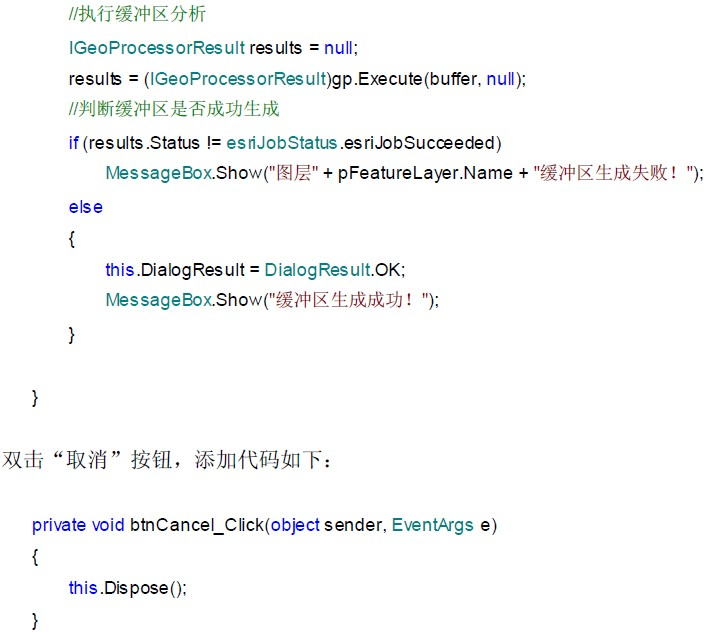 //执行缓冲区分析
IGeoProcessorResult results = null;
results = (IGeoProcessorResult)gp.Execute(buffer, null);
//判断缓冲区是否成功生成
if (results.Status != esriJobStatus.esriJobSucceeded)
MessageBox.Show("图层" + pFeatureLayer.Name + "缓冲区生成失败！");
else
{
this.DialogResult = DialogResult.OK;
MessageBox.Show("缓冲区生成成功！");
}
}
双击“取消”按钮，添加代码如下：
private void btnCancel_Click(object sender, EventArgs e)
{
this.Dispose();
}